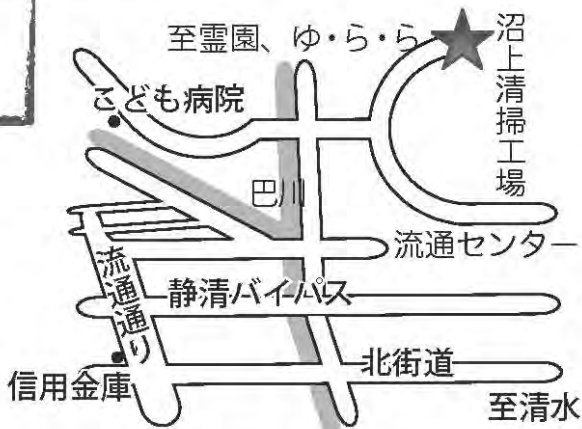 至霊園、ゆ・ら・ら
沼上清掃工場
こども病院
巴川
流通センター
流通通り
静清バイパス
信用金庫
北街道
至清水